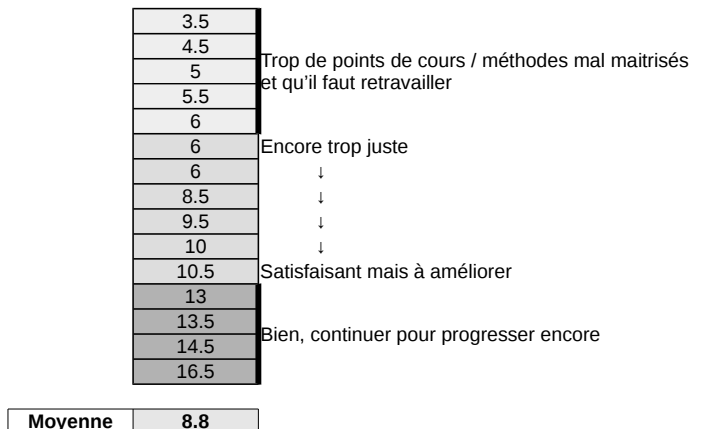 3.5
4.5
Trop de points de cours / méthodes mal maitrisés
5
et qu'il faut retravailler
5.5
6
6 Encore trop juste
6 ↓
8.5 ↓
9.5 ↓
10 ↓
10.5 Satisfaisant mais à améliorer
13
13.5
Bien, continuer pour progresser encore
14.5
16.5
Moyenne 8.8